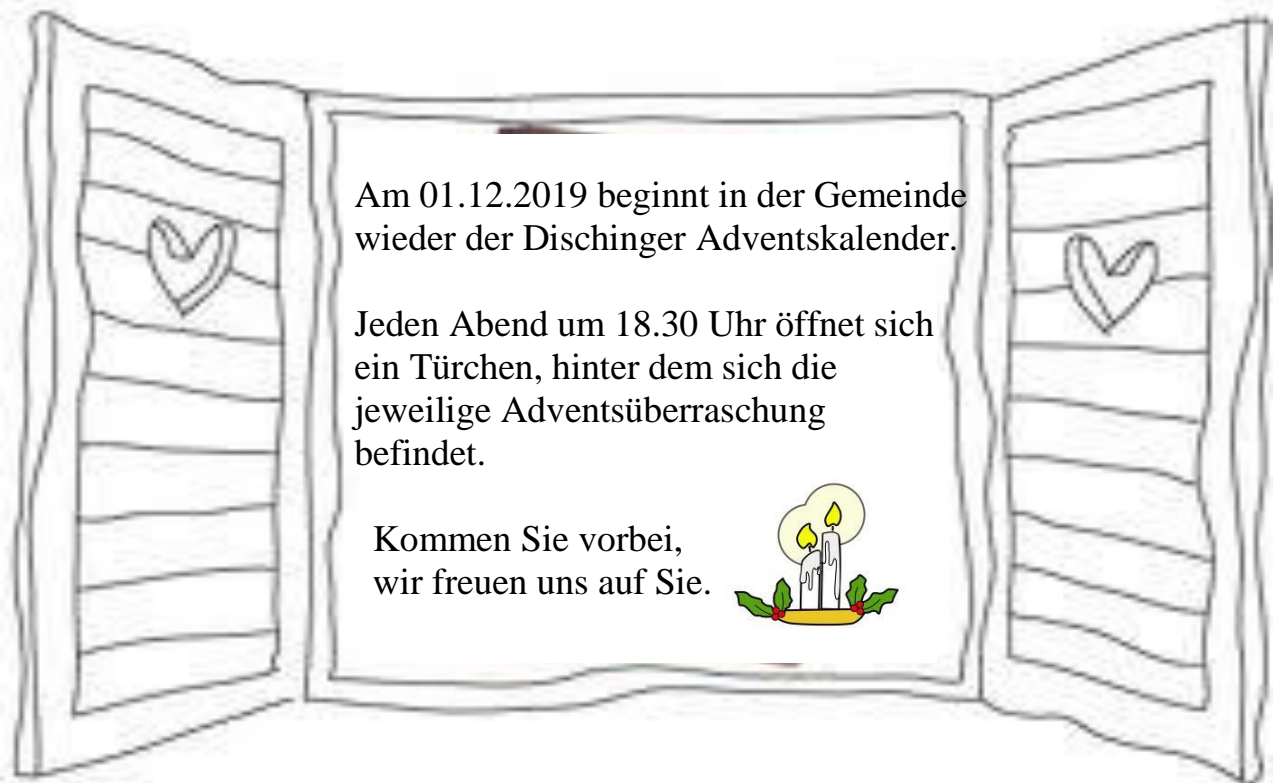 Am 01.12.2019 beginnt in der Gemeinde
wieder der Dischinger Adventskalender.
Jeden Abend um 18.30 Uhr öffnet sich
ein Türchen, hinter dem sich die
jeweilige Adventsüberraschung
befindet.
Kommen Sie vorbei,
wir freuen uns auf Sie.